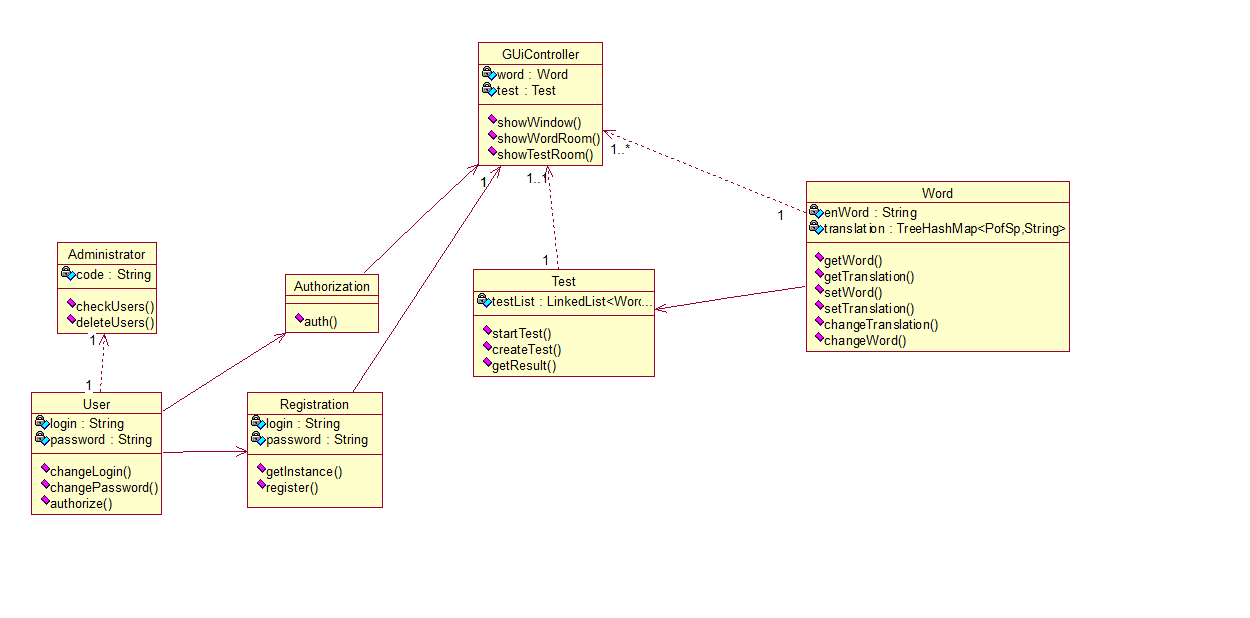 GUiController
word : Word
test : Test
showWindow()
showWordRoom()
showTestRoom()
1..*
1
1..1
1
Word
enWord : String
translation : TreeHashMap<PofSp,String>
getWord()
getTranslation()
setWord()
setTranslation()
changeTranslation()
changeWord()
Administrator
code : String
checkUsers()
deleteUsers()
1
1
Authorization
auth()
1
Test
testList : LinkedList<Word...
startTest()
createTest()
getResult()
User
login : String
password : String
changeLogin()
changePassword()
authorize()
Registration
login : String
password : String
getInstance()
register()